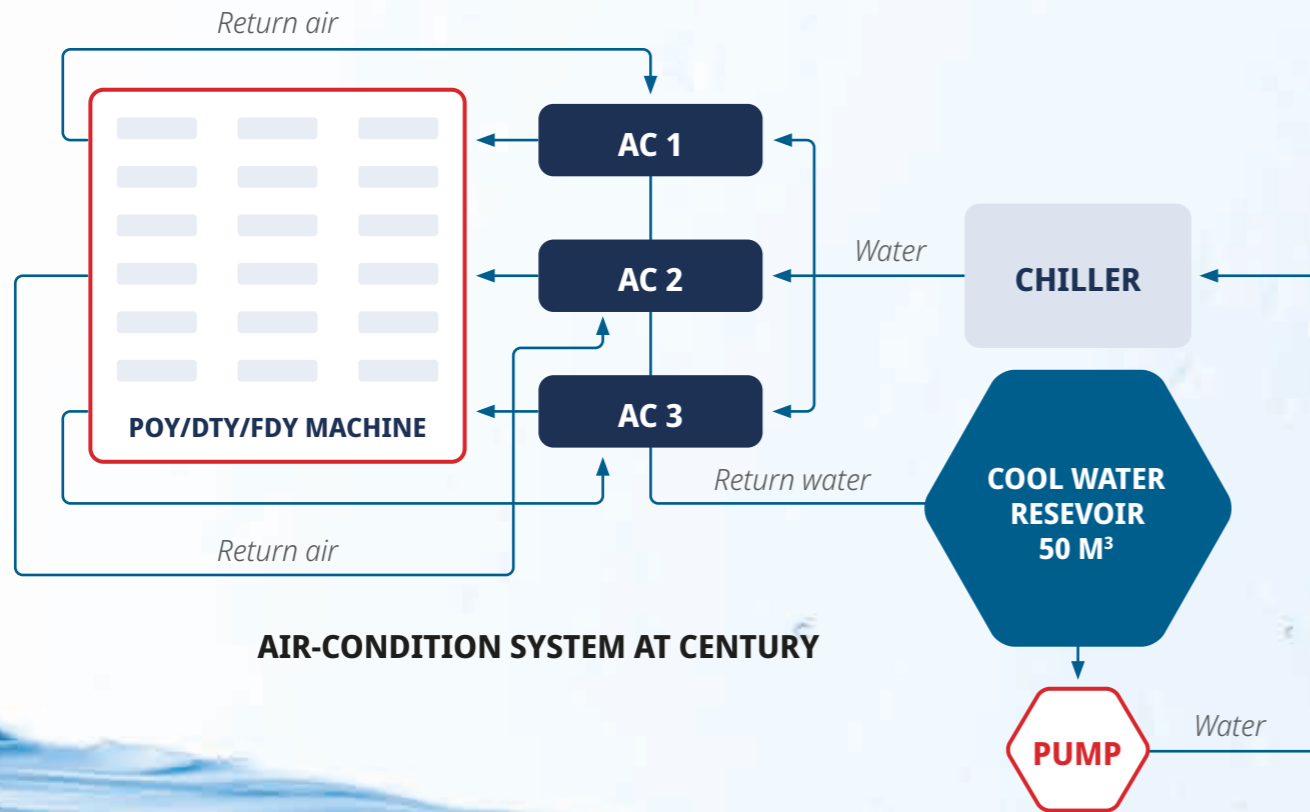 Return air
AC 1
AC 2
Water
CHILLER
AC 3
POY/DTY/FDY MACHINE
Return water
COOL WATER
RESEVOIR
50 M³
Return air
AIR-CONDITION SYSTEM AT CENTURY
Water
PUMP